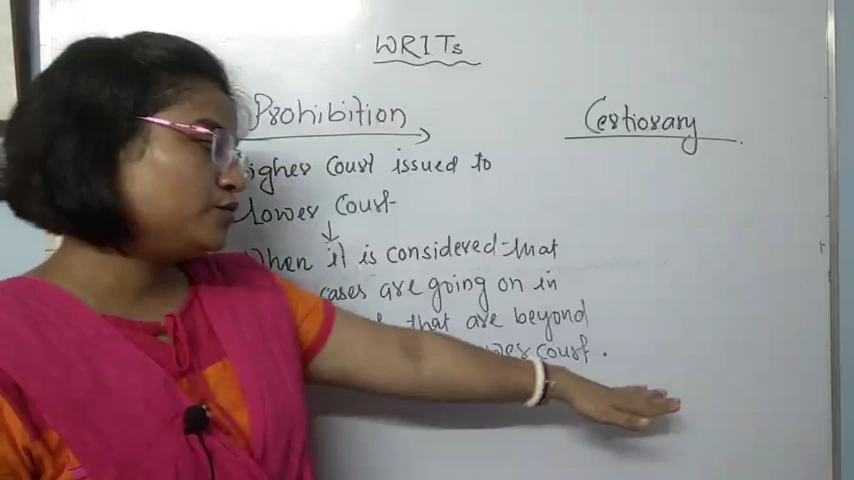 WRITs
Prohibition
Certiorary
igher Court issued to
lower Court
When it is considered that
cases are going on in
that are beyond
Court.